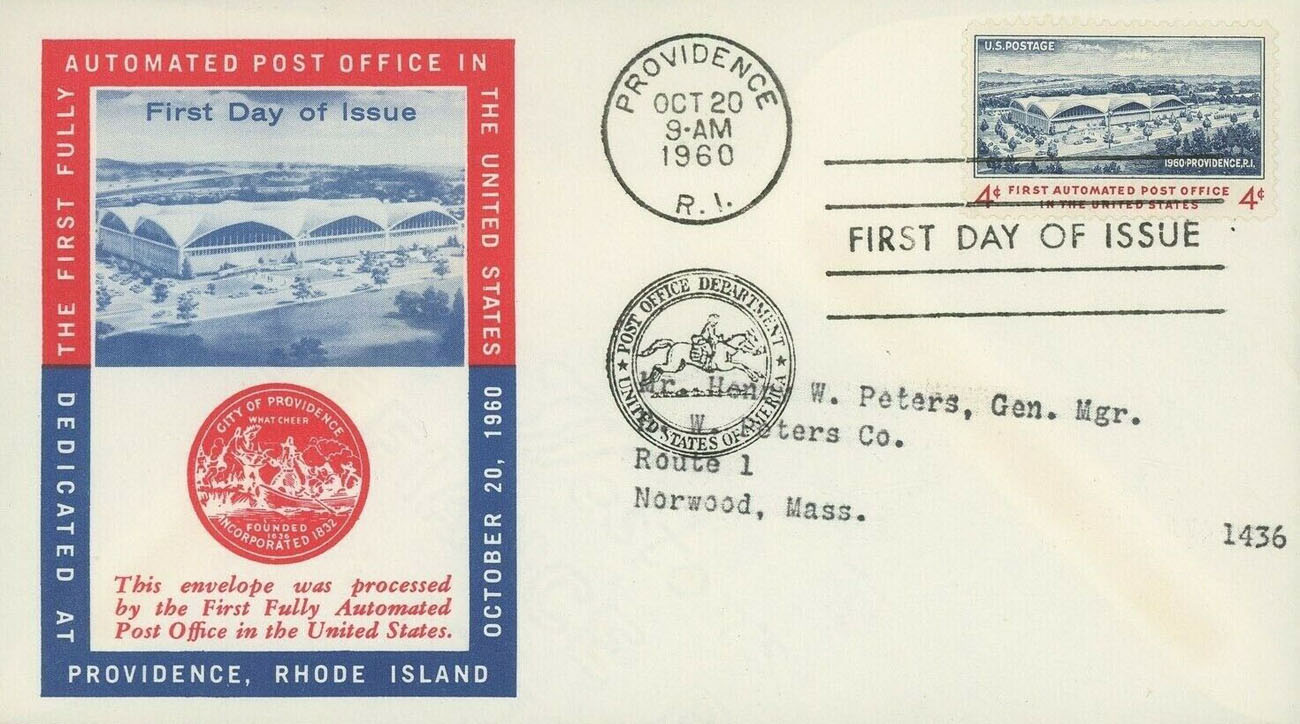 THE FIRST FULLY
AUTOMATED POST OFFICE IN
THE UNITED STATES
First Day of Issue
DEDICATED AT
PROVIDENCE, RHODE ISLAND
OCTOBER 20, 1960
CITY OF PROVIDENCE
WHAT CHEER
FOUNDED
1636
INCORPORATED 1832
This envelope was processed
by the First Fully Automated
Post Office in the United States.
PROVIDENCE
OCT 20
9-AM
1960
R. I.
U.S. POSTAGE
1960·PROVIDENCE, R.I.
4¢ FIRST AUTOMATED POST OFFICE 4¢
IN THE UNITED STATES
FIRST DAY OF ISSUE
★ POST OFFICE DEPARTMENT ★
UNITED STATES OF AMERICA
Mr. Henry W. Peters, Gen. Mgr.
W. Peters Co.
Route 1
Norwood, Mass.
1436